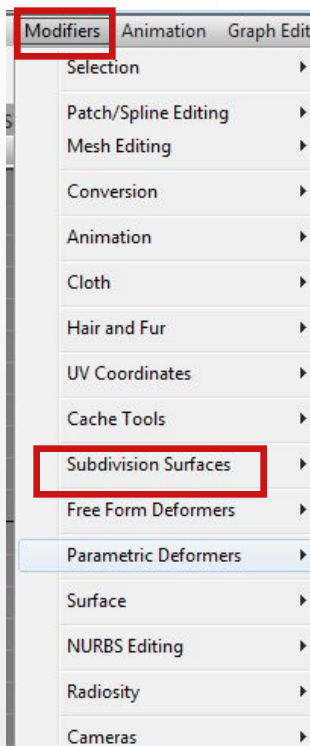 Modifiers Animation Graph Edit
Selection
Patch/Spline Editing
Mesh Editing
Conversion
Animation
Cloth
Hair and Fur
UV Coordinates
Cache Tools
Subdivision Surfaces
Free Form Deformers
Parametric Deformers
Surface
NURBS Editing
Radiosity
Cameras